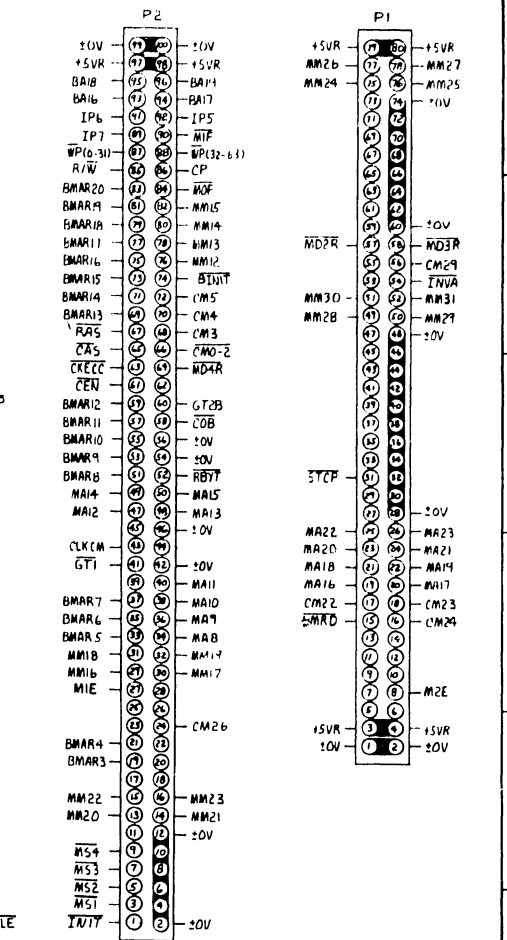 P2
±0V 99 100 ±0V
+5VR 97 98 +5VR
BA18 95 96 BA19
BA16 93 94 BA17
IP6 91 92 IP5
IP7 89 90 MIF
WP(0-31) 87 88 WP(32-63)
R/W 85 86 CP
BMAR20 83 84 MOF
BMAR19 81 82 MM15
BMAR18 79 80 MM14
BMAR17 77 78 MM13
BMAR16 75 76 MM12
BMAR15 73 74 BINIT
BMAR14 71 72 CM5
BMAR13 69 70 CM4
RAS 67 68 CM3
CAS 65 66 CM0-2
CKECC 63 64 MD4R
CEN 61 62
BMAR12 59 60 GT2B
BMAR11 57 58 COB
BMAR10 55 56 ±0V
BMAR9 53 54 ±0V
BMAR8 51 52 RBYT
MA14 49 50 MA15
MA12 47 48 MA13
45 46 ±0V
CLKCM 43 44
GT1 41 42 ±0V
39 40 MA11
BMAR7 37 38 MA10
BMAR6 35 36 MA9
BMAR5 33 34 MA8
MM18 31 32 MM19
MM16 29 30 MM17
M1E 27 28
25 26
23 24 CM26
BMAR4 21 22
BMAR3 19 20
17 18
MM22 15 16 MM23
MM20 13 14 MM21
11 12 ±0V
MS4 9 10
MS3 7 8
MS2 5 6
MS1 3 4
INIT 1 2 ±0V
LE
P1
+5VR 79 80 +5VR
MM26 77 78 MM27
MM24 75 76 MM25
73 74 ±0V
71 72
69 70
67 68
65 66
63 64
61 62
59 60 ±0V
MD2R 57 58 MD3R
55 56 CM29
53 54 INVA
MM30 51 52 MM31
MM28 49 50 MM29
47 48 ±0V
45 46
43 44
41 42
39 40
37 38
35 36
33 34
STCP 31 32
29 30
27 28 ±0V
MA22 25 26 MA23
MA20 23 24 MA21
MA18 21 22 MA19
MA16 19 20 MA17
CM22 17 18 CM23
15 16 CM24
13 14
11 12
9 10
7 8 M2E
5 6
+5VR 3 4 +5VR
±0V 1 2 ±0V